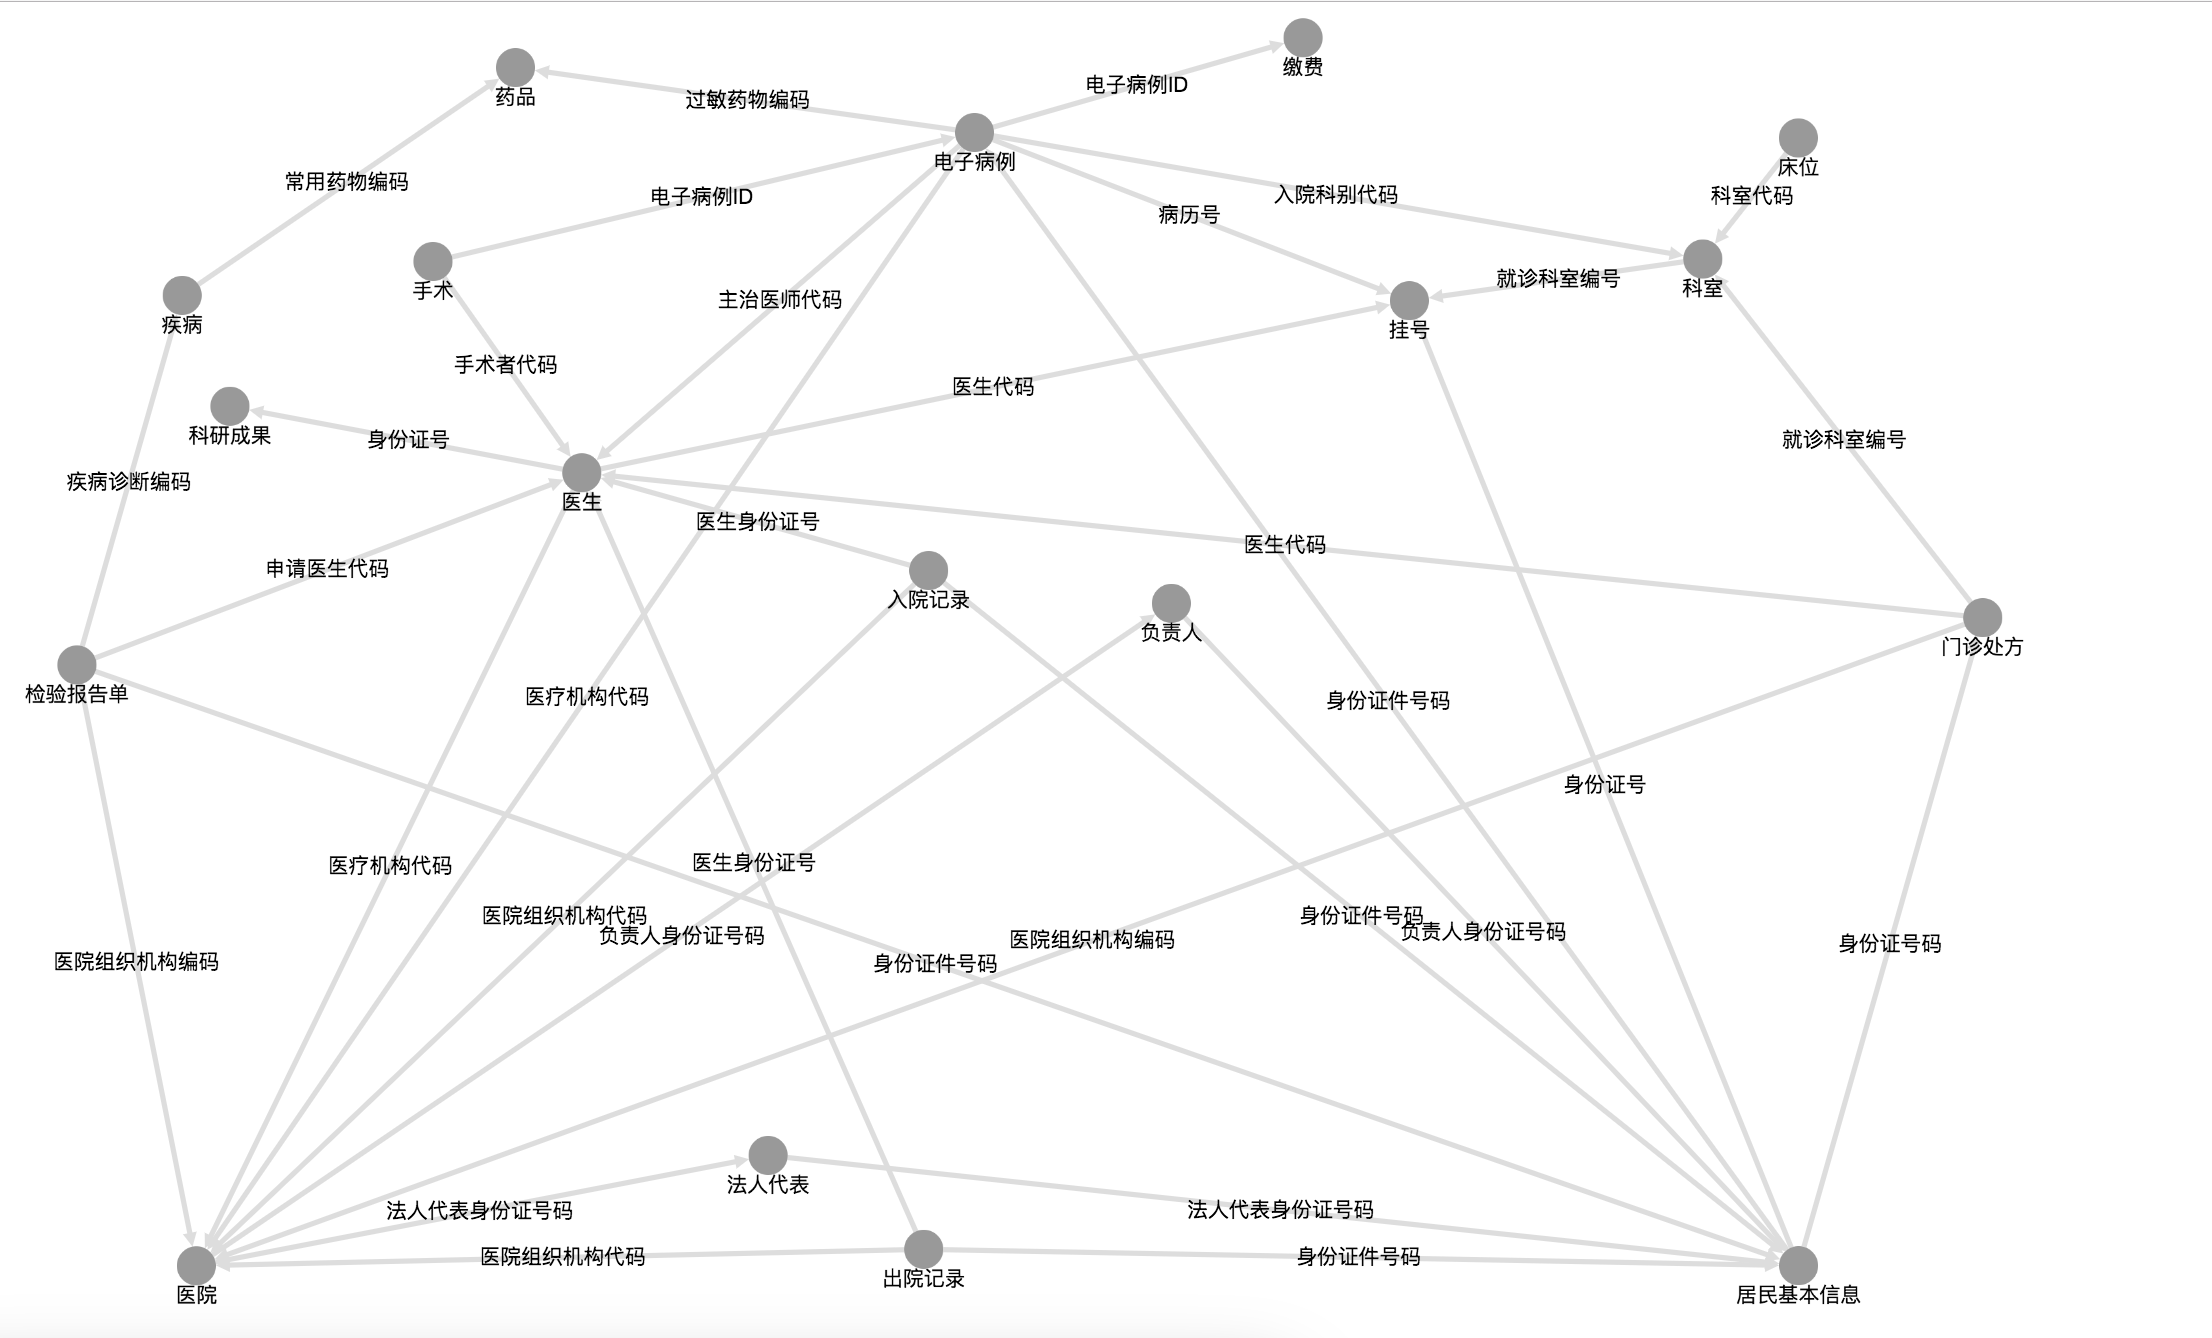 缴费
电子病例ID
药品
过敏药物编码
电子病例
床位
常用药物编码
电子病例ID
病历号
入院科别代码
科室代码
手术
疾病
主治医师代码
挂号
就诊科室编号
科室
手术者代码
医生代码
科研成果
身份证号
就诊科室编号
疾病诊断编码
医生
医生身份证号
医生代码
申请医生代码
入院记录
负责人
门诊处方
检验报告单
医疗机构代码
身份证件号码
身份证号
医疗机构代码
医生身份证号
医院组织机构代码
负责人身份证号码
医院组织机构编码
身份证件号码
负责人身份证号码
身份证号码
医院组织机构编码
身份证件号码
法人代表
法人代表身份证号码
法人代表身份证号码
医院组织机构代码
身份证件号码
出院记录
医院
居民基本信息